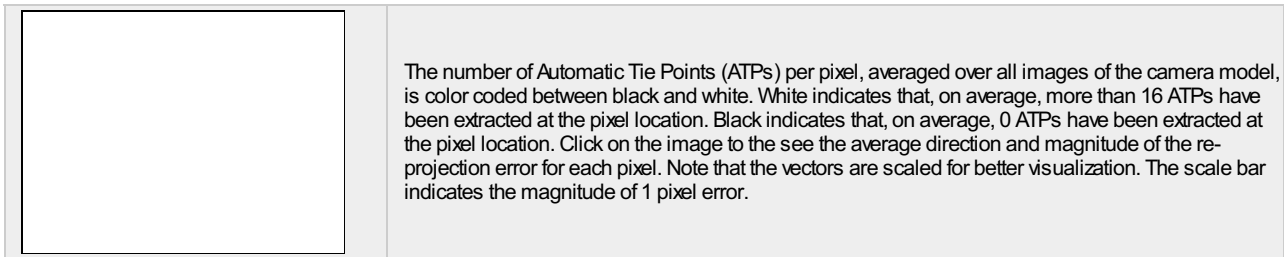 The number of Automatic Tie Points (ATPs) per pixel, averaged over all images of the camera model,
is color coded between black and white. White indicates that, on average, more than 16 ATPs have
been extracted at the pixel location. Black indicates that, on average, 0 ATPs have been extracted at
the pixel location. Click on the image to the see the average direction and magnitude of the re-
projection error for each pixel. Note that the vectors are scaled for better visualization. The scale bar
indicates the magnitude of 1 pixel error.